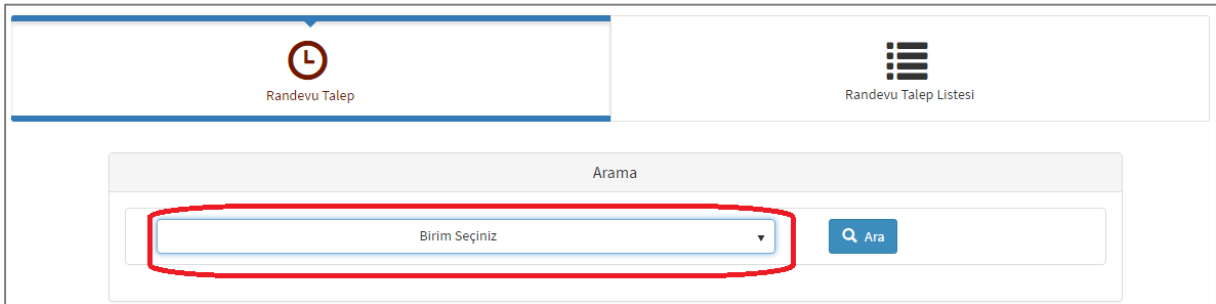 Randevu Talep
Randevu Talep Listesi
Arama
Birim Seçiniz
Ara